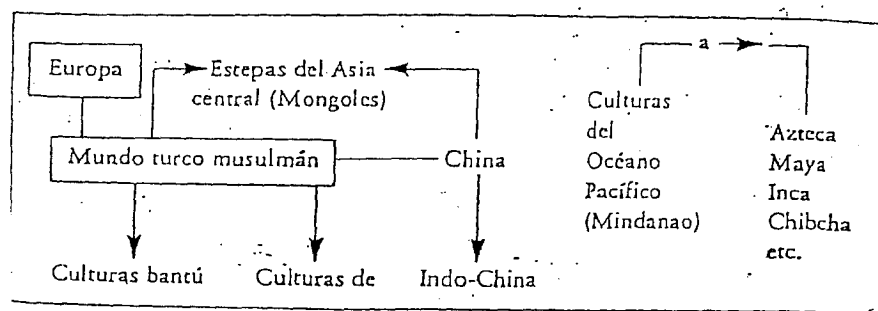 Europa
Estepas del Asia
central (Mongoles)
Mundo turco musulmán
China
Culturas bantú
Culturas de
Indo-China
a
Culturas
del
Océano
Pacífico
(Mindanao)
Azteca
Maya
Inca
Chibcha
etc.